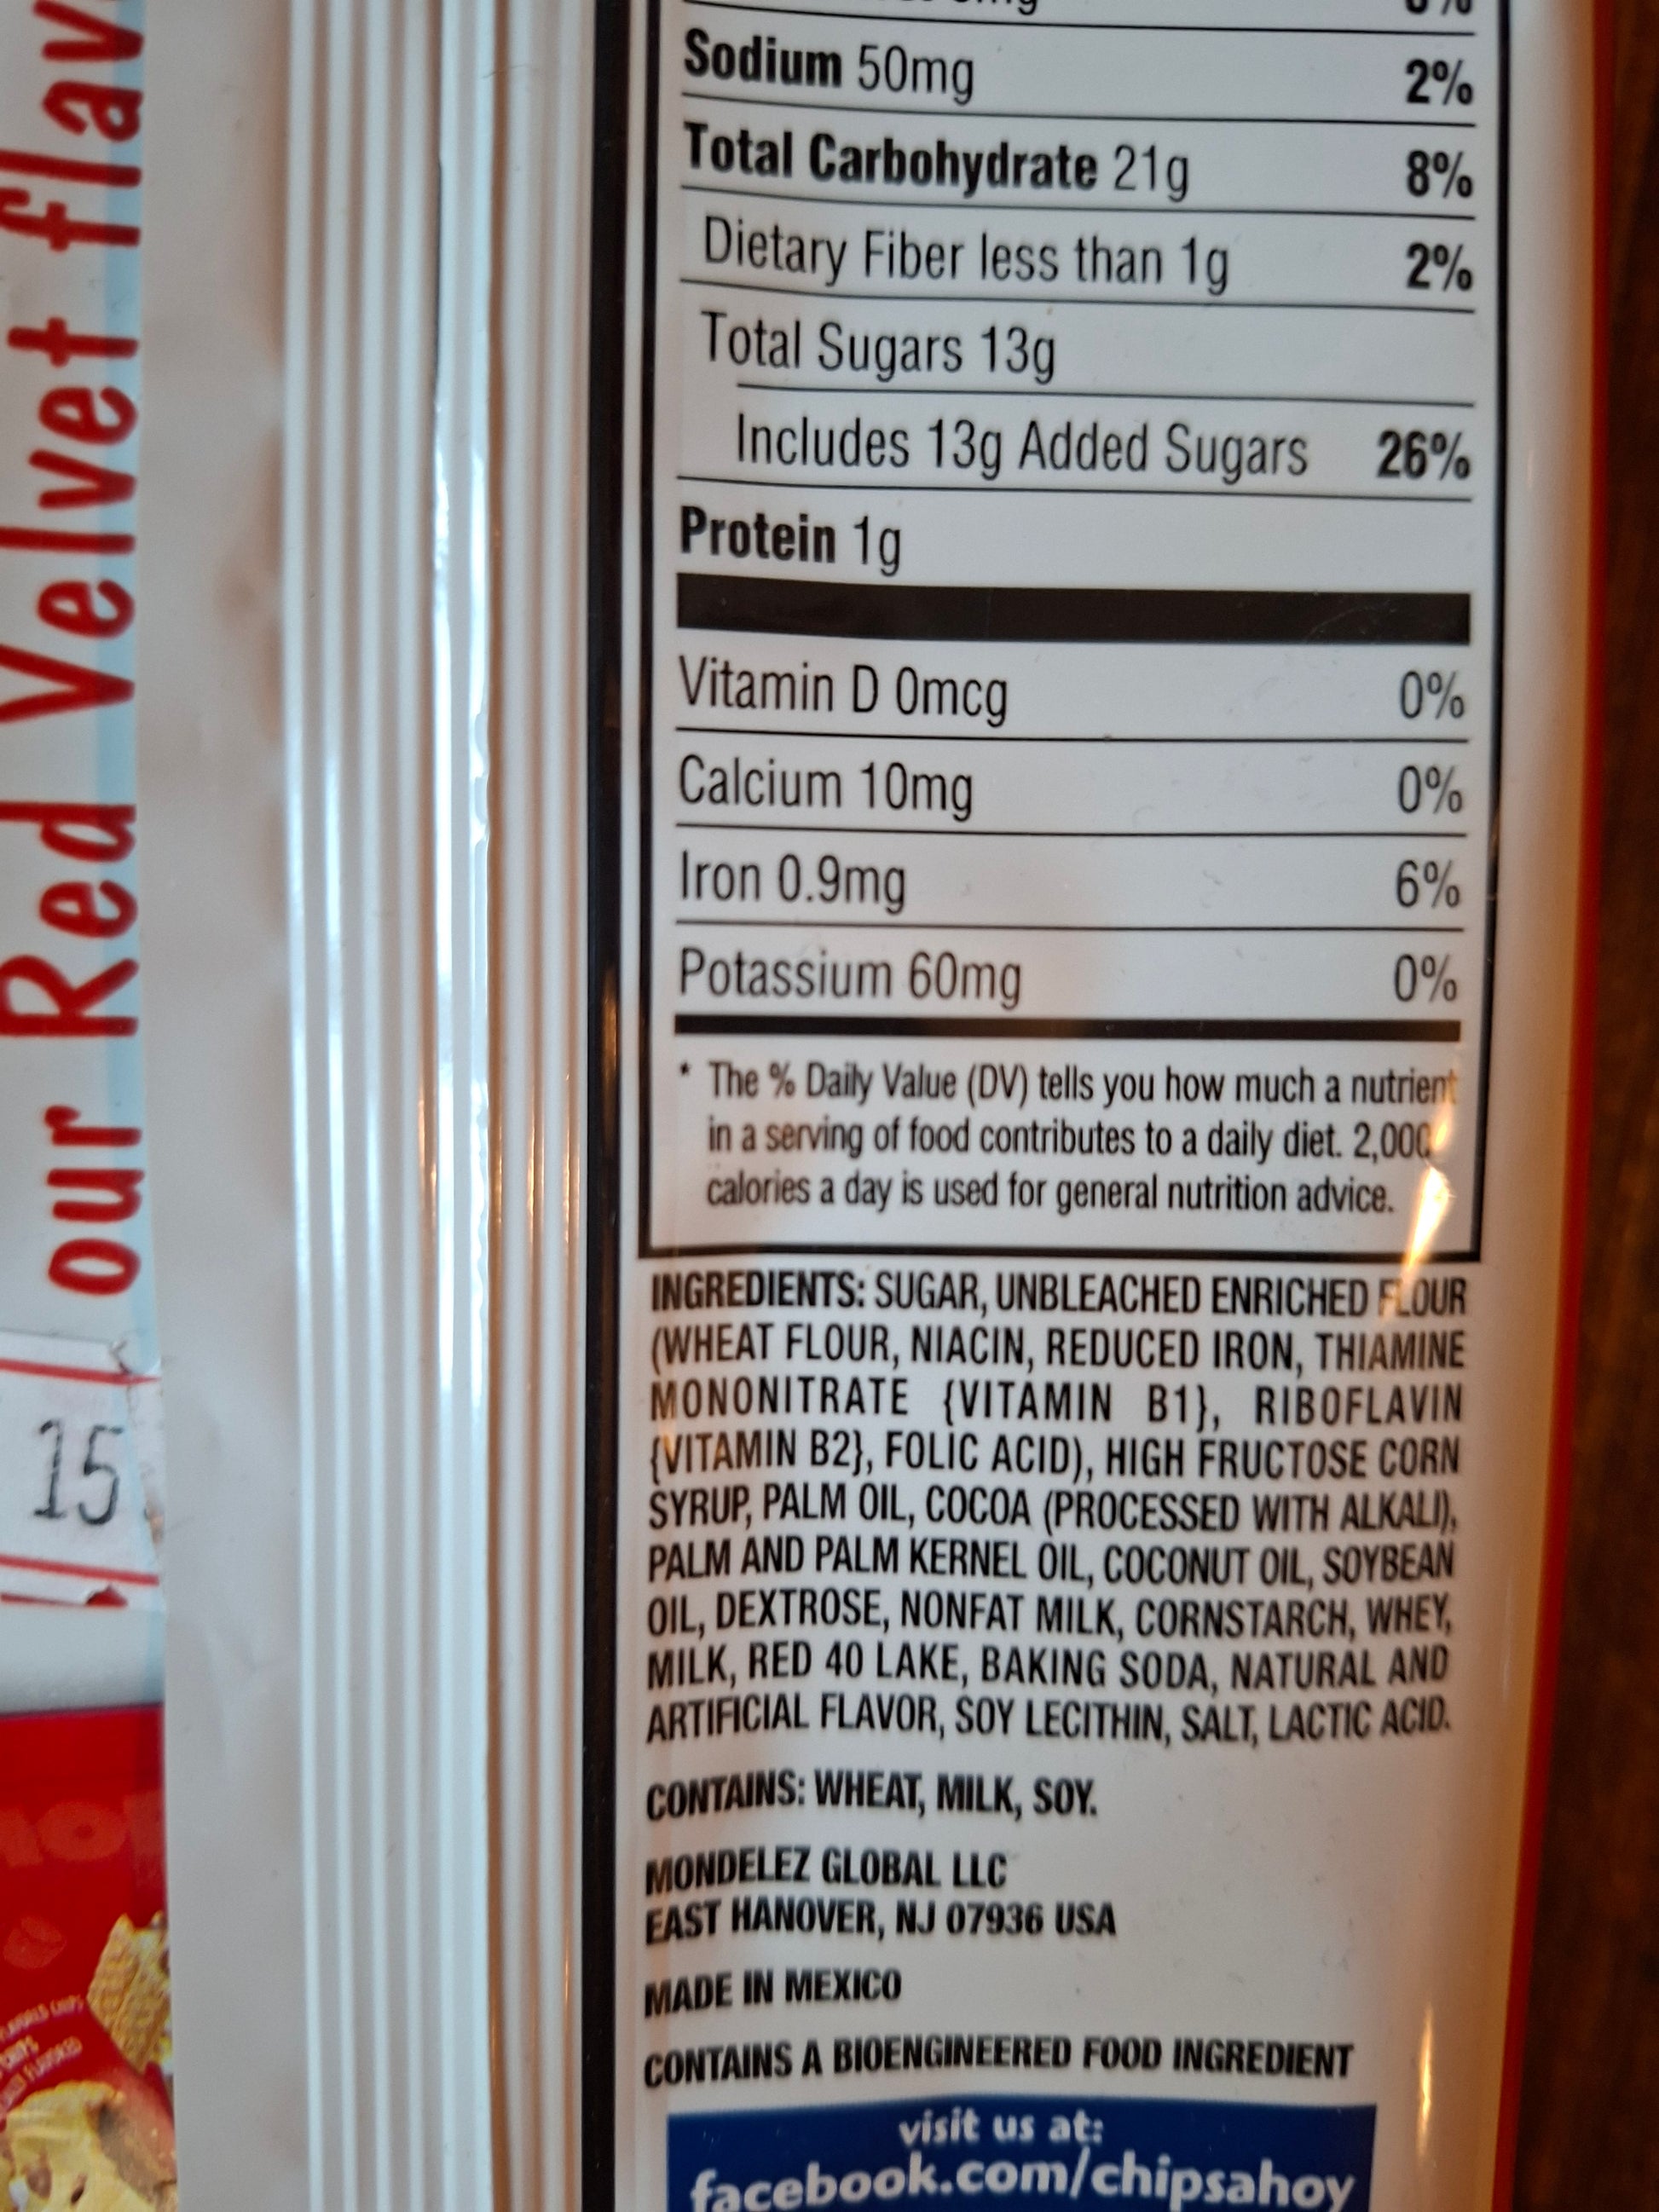 Sodium 50mg 2%
Total Carbohydrate 21g 8%
Dietary Fiber less than 1g 2%
Total Sugars 13g
Includes 13g Added Sugars 26%
Protein 1g
Vitamin D 0mcg 0%
Calcium 10mg 0%
Iron 0.9mg 6%
Potassium 60mg 0%
* The % Daily Value (DV) tells you how much a nutrient
in a serving of food contributes to a daily diet. 2,000
calories a day is used for general nutrition advice.
INGREDIENTS: SUGAR, UNBLEACHED ENRICHED FLOUR
(WHEAT FLOUR, NIACIN, REDUCED IRON, THIAMINE
MONONITRATE {VITAMIN B1}, RIBOFLAVIN
{VITAMIN B2}, FOLIC ACID), HIGH FRUCTOSE CORN
SYRUP, PALM OIL, COCOA (PROCESSED WITH ALKALI),
PALM AND PALM KERNEL OIL, COCONUT OIL, SOYBEAN
OIL, DEXTROSE, NONFAT MILK, CORNSTARCH, WHEY,
MILK, RED 40 LAKE, BAKING SODA, NATURAL AND
ARTIFICIAL FLAVOR, SOY LECITHIN, SALT, LACTIC ACID.
CONTAINS: WHEAT, MILK, SOY.
MONDELEZ GLOBAL LLC
EAST HANOVER, NJ 07936 USA
MADE IN MEXICO
CONTAINS A BIOENGINEERED FOOD INGREDIENT
visit us at:
facebook.com/chipsahoy
our Red Velvet flav
15